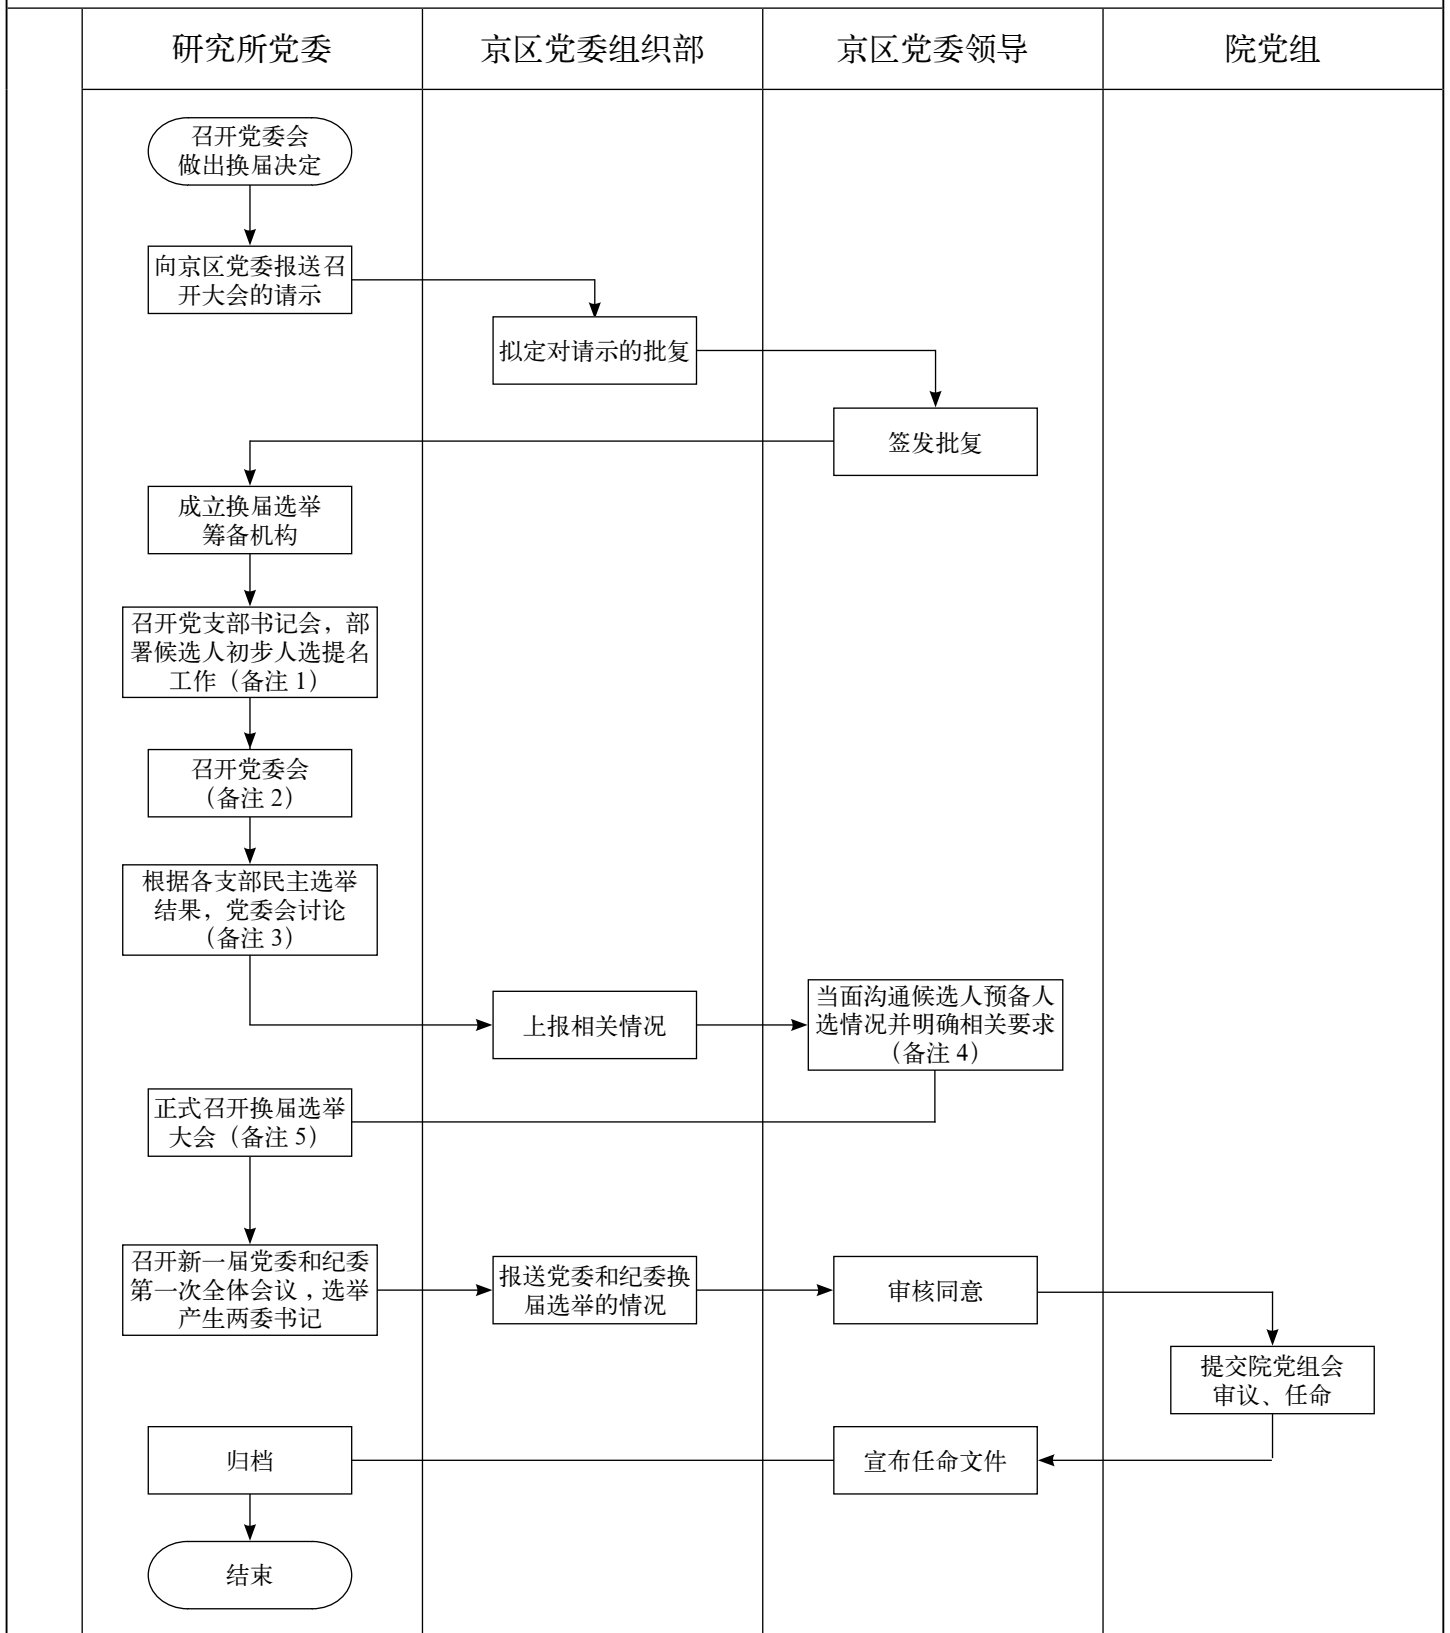 研究所党委
京区党委组织部
京区党委领导
院党组
召开党委会
做出换届决定
向京区党委报送召
开大会的请示
拟定对请示的批复
签发批复
成立换届选举
筹备机构
召开党支部书记会，部
署候选人初步人选提名
工作（备注 1）
召开党委会
（备注 2）
根据各支部民主选举
结果，党委会讨论
（备注 3）
上报相关情况
当面沟通候选人预备人
选情况并明确相关要求
（备注 4）
正式召开换届选举
大会（备注 5）
召开新一届党委和纪委
第一次全体会议，选举
产生两委书记
报送党委和纪委换
届选举的情况
审核同意
提交院党组会
审议、任命
宣布任命文件
归档
结束